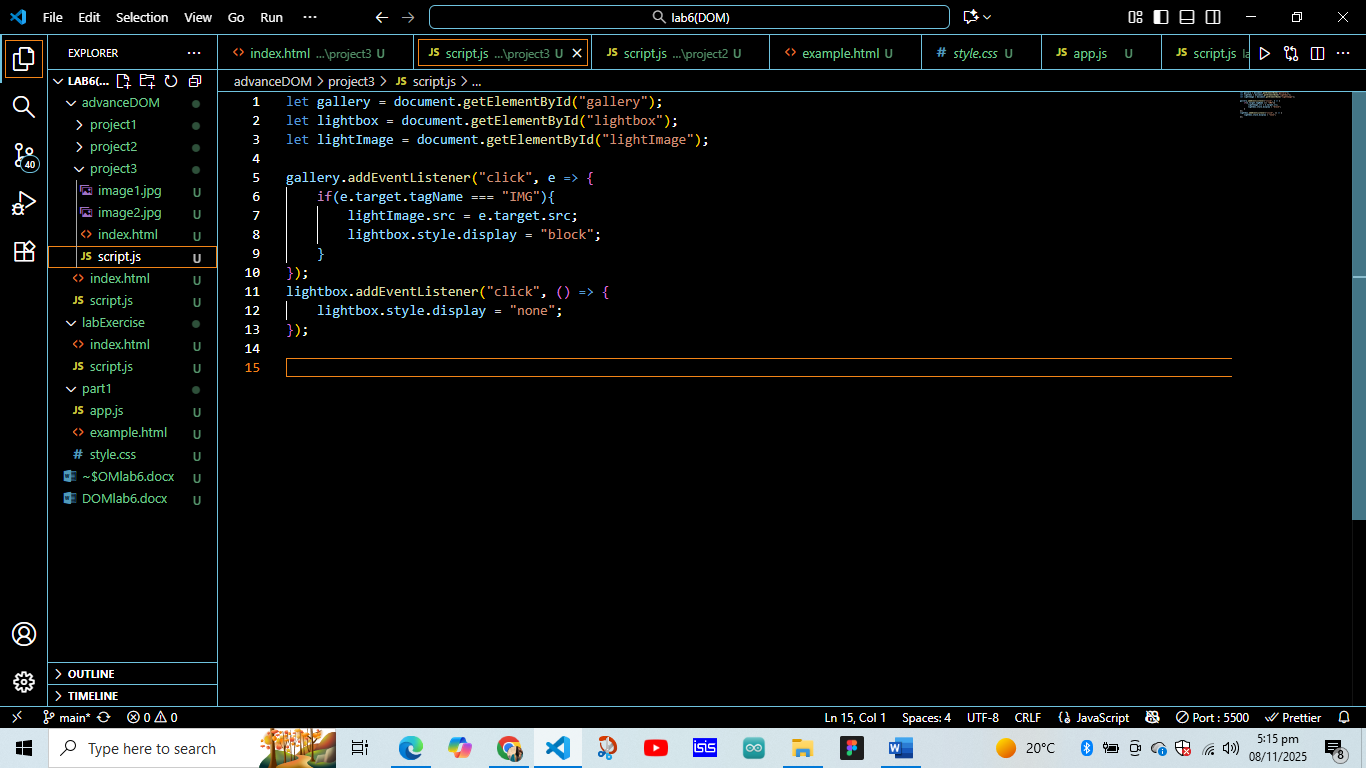 File Edit Selection View Go Run ··· lab6(DOM)
EXPLORER ···
index.html ...\project3 U
script.js ...\project3 U
script.js ...\project2 U
example.html U
style.css U
app.js U
script.js
LAB6(...
advanceDOM > project3 > JS script.js > ...
advanceDOM
project1
project2
project3
image1.jpg U
image2.jpg U
index.html U
JS script.js U
index.html U
JS script.js U
labExercise
index.html U
JS script.js U
part1
JS app.js U
example.html U
# style.css U
~$OMlab6.docx U
DOMlab6.docx U
OUTLINE
TIMELINE
40
1 let gallery = document.getElementById("gallery");
2 let lightbox = document.getElementById("lightbox");
3 let lightImage = document.getElementById("lightImage");
4
5 gallery.addEventListener("click", e => {
6 if(e.target.tagName === "IMG"){
7 lightImage.src = e.target.src;
8 lightbox.style.display = "block";
9 }
10 });
11 lightbox.addEventListener("click", () => {
12 lightbox.style.display = "none";
13 });
14
15
main* 0 0 Ln 15, Col 1 Spaces: 4 UTF-8 CRLF {} JavaScript Port : 5500 Prettier
Type here to search
ISIS
20°C
5:15 pm
08/11/2025
8